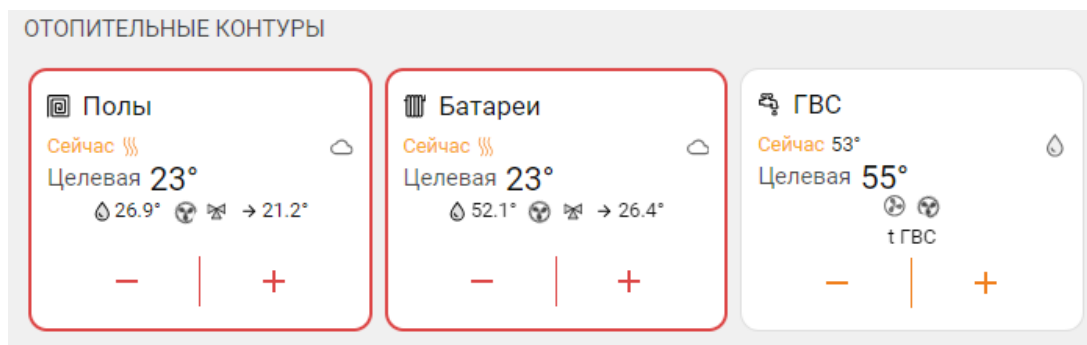 ОТОПИТЕЛЬНЫЕ КОНТУРЫ
Полы
Сейчас
Целевая 23°
26.9° → 21.2°
− +
Батареи
Сейчас
Целевая 23°
52.1° → 26.4°
− +
ГВС
Сейчас 53°
Целевая 55°
t ГВС
− +